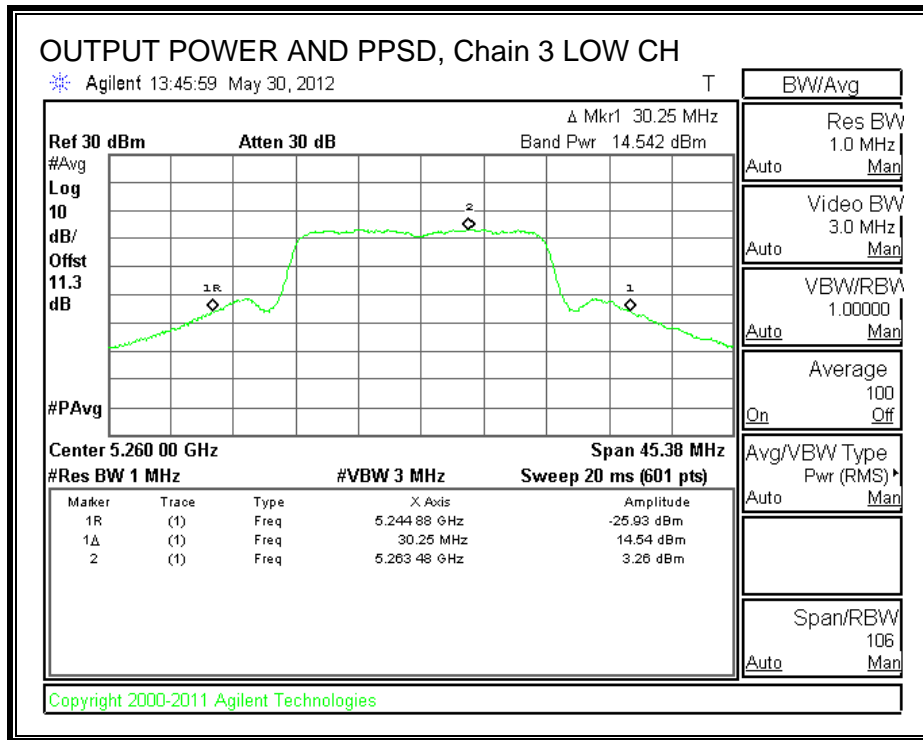 OUTPUT POWER AND PPSD, Chain 3 LOW CH
Agilent 13:45:59 May 30, 2012 T
Δ Mkr1 30.25 MHz
Ref 30 dBm Atten 30 dB Band Pwr 14.542 dBm
#Avg
Log
10
dB/
Offst
11.3
dB
#PAvg
1R
2
1
Center 5.260 00 GHz Span 45.38 MHz
#Res BW 1 MHz #VBW 3 MHz Sweep 20 ms (601 pts)
Marker Trace Type X Axis Amplitude
1R (1) Freq 5.244 88 GHz -25.93 dBm
1Δ (1) Freq 30.25 MHz 14.54 dBm
2 (1) Freq 5.263 48 GHz 3.26 dBm
BW/Avg
Res BW
1.0 MHz
Auto Man
Video BW
3.0 MHz
Auto Man
VBW/RBW
1.00000
Auto Man
Average
100
On Off
Avg/VBW Type
Pwr (RMS)
Auto Man
Span/RBW
106
Auto Man
Copyright 2000-2011 Agilent Technologies